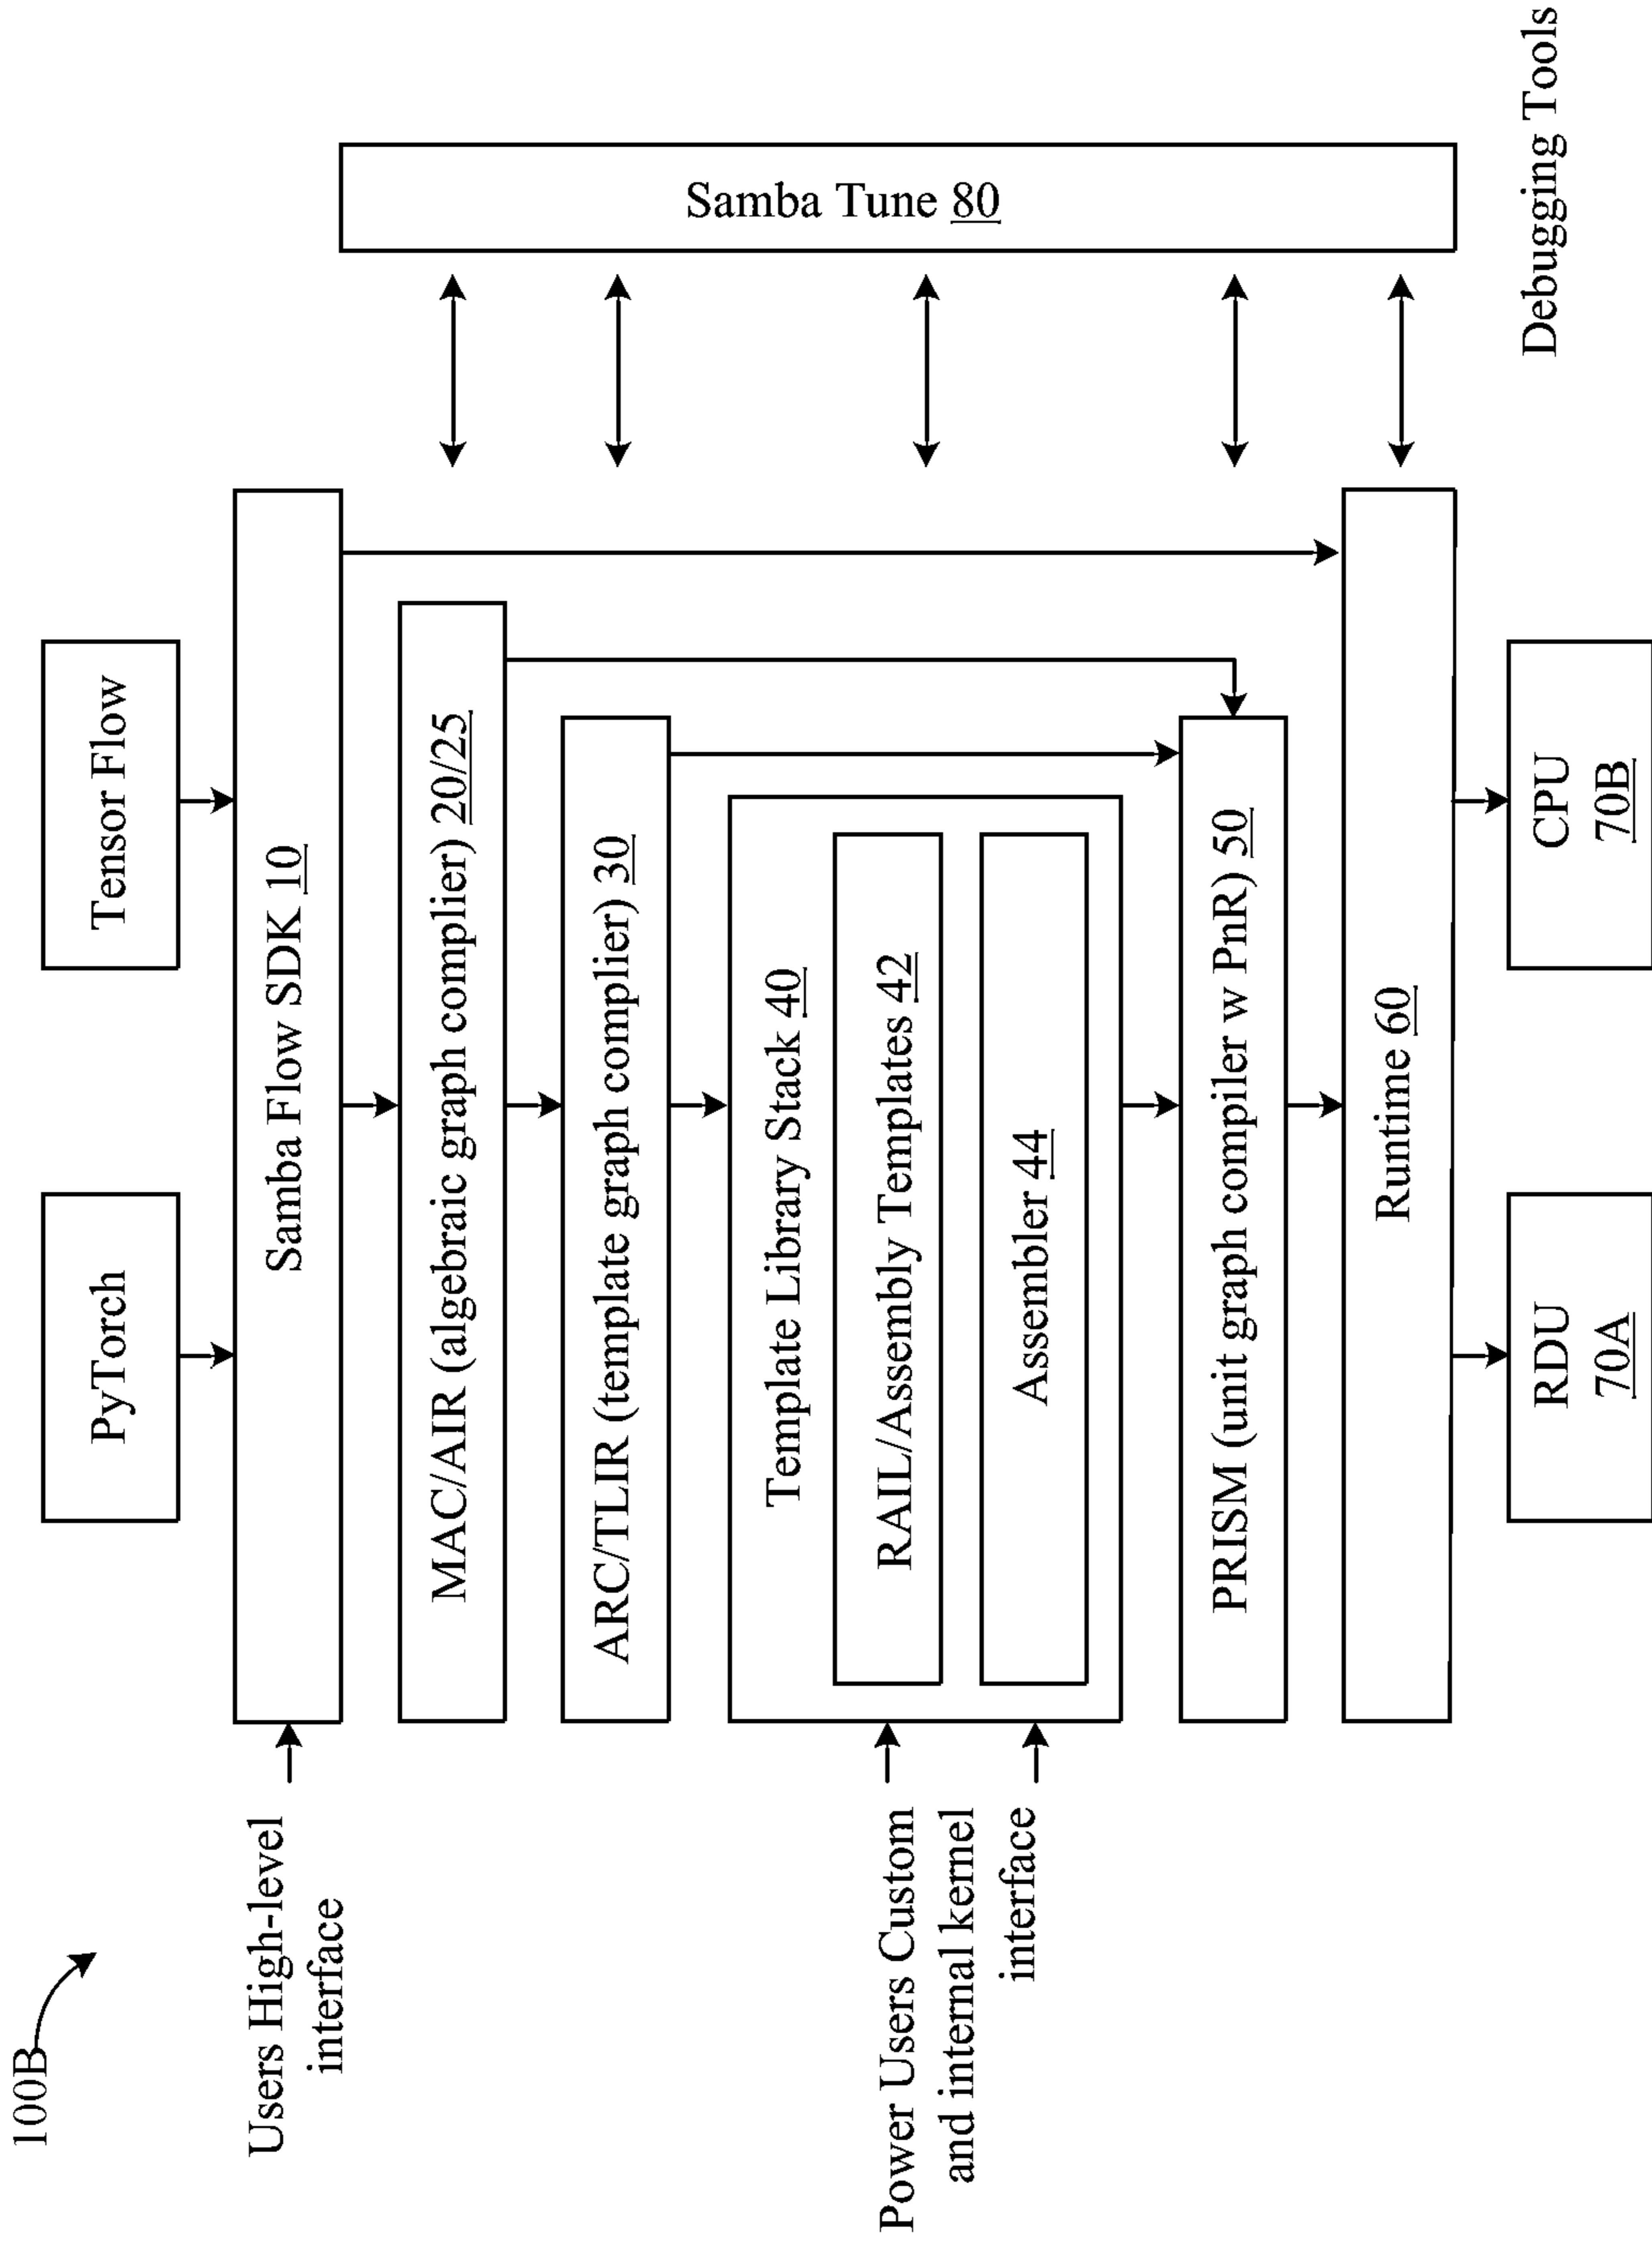 100B
PyTorch
Tensor Flow
Users High-level
interface
Samba Flow SDK 10
MAC/AIR (algebraic graph complier) 20/25
ARC/TLIR (template graph complier) 30
Template Library Stack 40
Power Users Custom
and internal kernel
interface
RAIL/Assembly Templates 42
Assembler 44
PRISM (unit graph compiler w PnR) 50
Runtime 60
RDU
70A
CPU
70B
Samba Tune 80
Debugging Tools